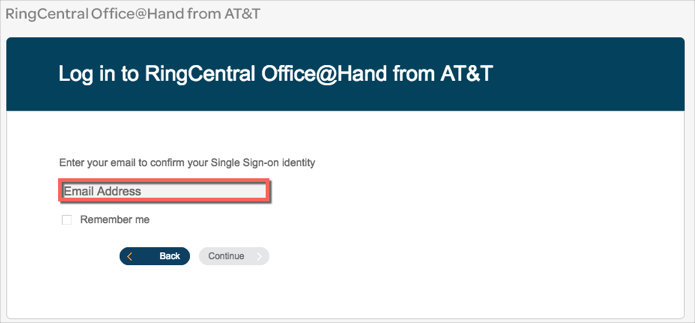 RingCentral Office@Hand from AT&T
Log in to RingCentral Office@Hand from AT&T
Enter your email to confirm your Single Sign-on identity
Email Address
Remember me
Back Continue